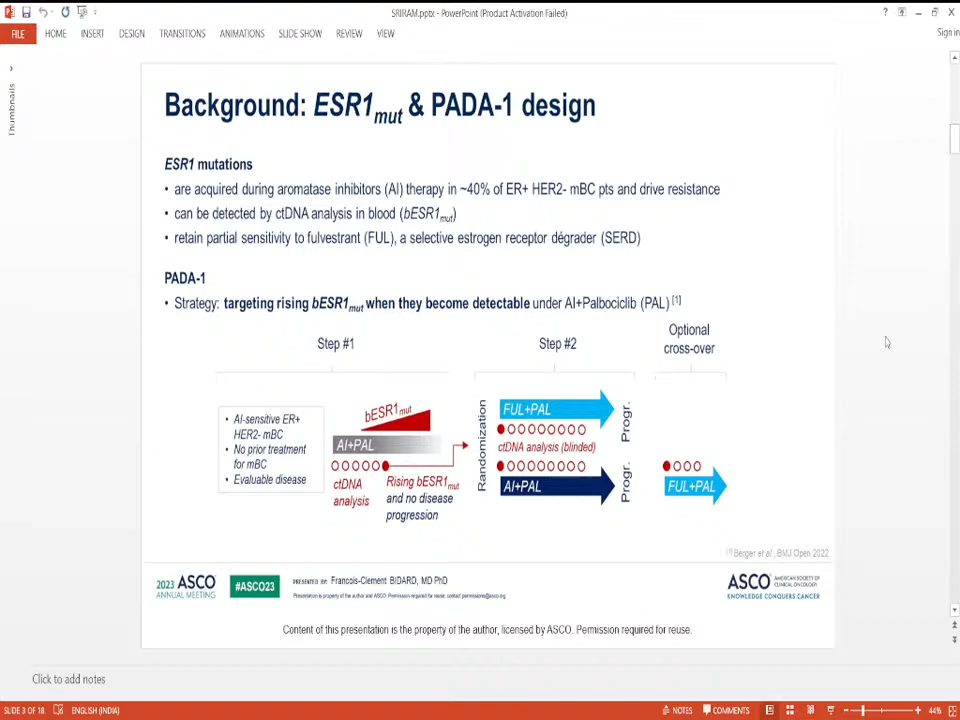 SRIRAM.pptx - PowerPoint (Product Activation Failed)
FILE HOME INSERT DESIGN TRANSITIONS ANIMATIONS SLIDE SHOW REVIEW VIEW
Sign in
Thumbnails
Background: ESR1mut & PADA-1 design
ESR1 mutations
• are acquired during aromatase inhibitors (AI) therapy in ~40% of ER+ HER2- mBC pts and drive resistance
• can be detected by ctDNA analysis in blood (bESR1mut)
• retain partial sensitivity to fulvestrant (FUL), a selective estrogen receptor dégrader (SERD)
PADA-1
• Strategy: targeting rising bESR1mut when they become detectable under AI+Palbociclib (PAL) [1]
Step #1
Step #2
Optional
cross-over
• AI-sensitive ER+
HER2- mBC
• No prior treatment
for mBC
• Evaluable disease
bESR1mut
AI+PAL
ctDNA
analysis
Rising bESR1mut
and no disease
progression
Randomization
FUL+PAL
Progr.
ctDNA analysis (blinded)
AI+PAL
Progr.
FUL+PAL
[1] Berger et al., BMJ Open 2022
2023 ASCO
ANNUAL MEETING
#ASCO23
PRESENTED BY: Francois-Clement BIDARD, MD PhD
Presentation is property of the author and ASCO. Permission required for reuse; contact permissions@asco.org
ASCO AMERICAN SOCIETY OF
CLINICAL ONCOLOGY
KNOWLEDGE CONQUERS CANCER
Content of this presentation is the property of the author, licensed by ASCO. Permission required for reuse.
Click to add notes
SLIDE 3 OF 18 ENGLISH (INDIA) NOTES COMMENTS 44%